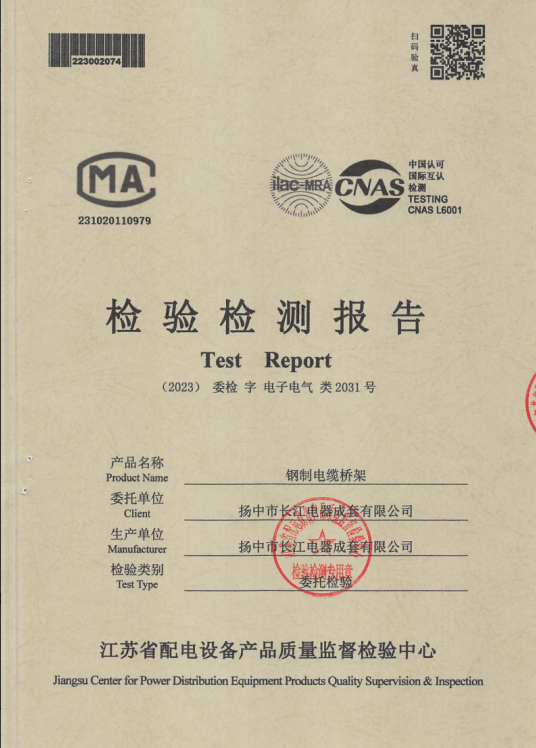 223002074
扫码验真
MA
231020110979
ilac-MRA
CNAS
中国认可
国际互认
检测
TESTING
CNAS L6001
检验检测报告
Test Report
（2023） 委检 字 电子电气 类 2031 号
产品名称
Product Name
钢制电缆桥架
委托单位
Client
扬中市长江电器成套有限公司
生产单位
Manufacturer
扬中市长江电器成套有限公司
检验检测专用章
检验类别
Test Type
委托检验
江苏省配电设备产品质量监督检验中心
Jiangsu Center for Power Distribution Equipment Products Quality Supervision & Inspection